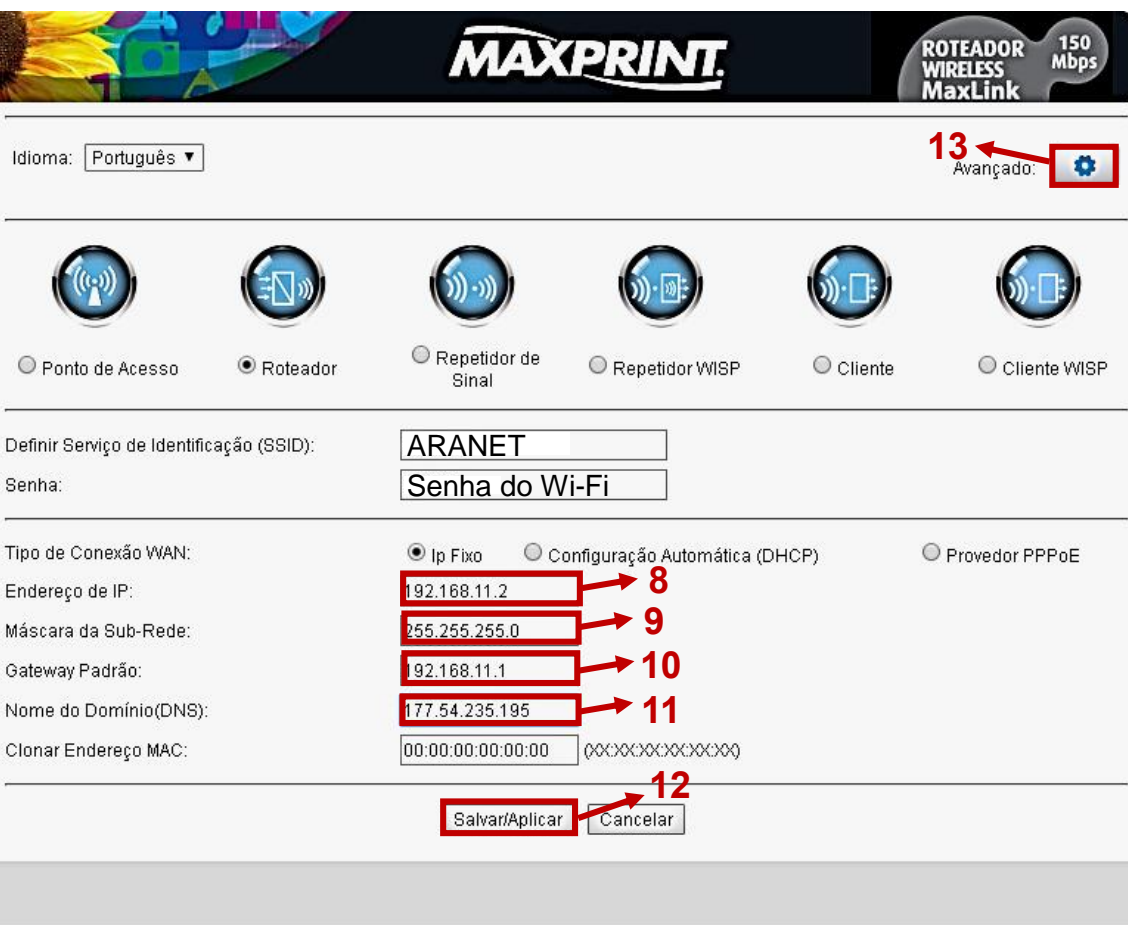 MAXPRINT.
ROTEADOR WIRELESS MaxLink
150 Mbps
Idioma: Português
13
Avançado:
Ponto de Acesso
Roteador
Repetidor de
Sinal
Repetidor WISP
Cliente
Cliente WISP
Definir Serviço de Identificação (SSID): ARANET
Senha: Senha do Wi-Fi
Tipo de Conexão WAN: Ip Fixo Configuração Automática (DHCP) Provedor PPPoE
Endereço de IP: 192.168.11.2 8
Máscara da Sub-Rede: 255.255.255.0 9
Gateway Padrão: 192.168.11.1 10
Nome do Domínio(DNS): 177.54.235.195 11
Clonar Endereço MAC: 00:00:00:00:00:00 (XX:XX:XX:XX:XX:XX)
12
Salvar/Aplicar Cancelar